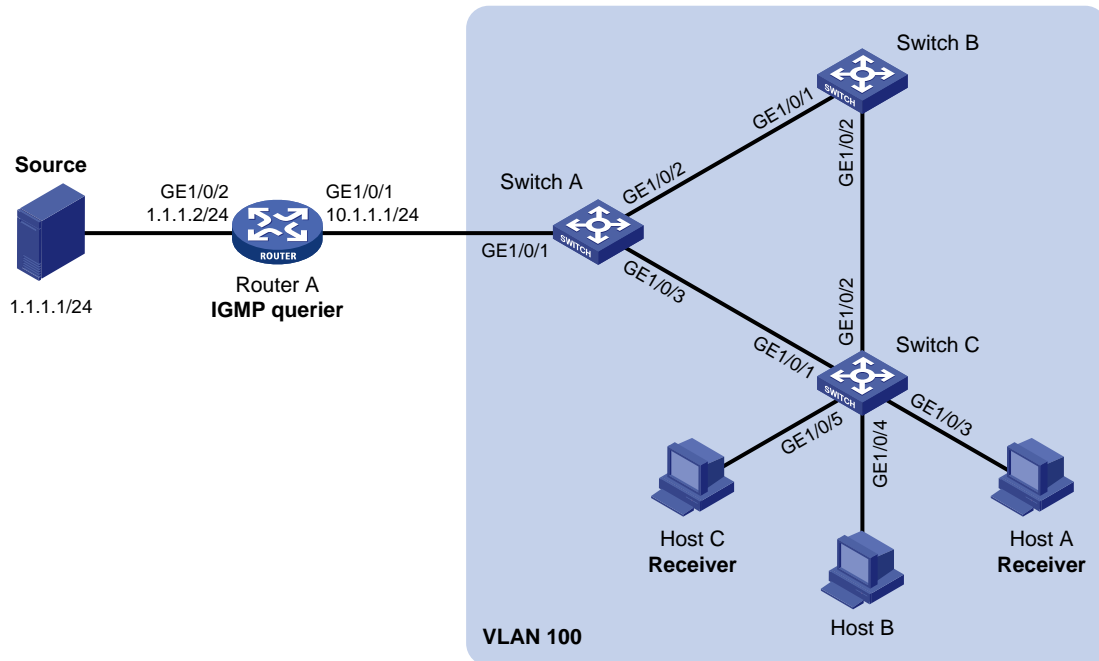 Source
1.1.1.1/24
GE1/0/2
1.1.1.2/24
ROUTER
Router A
IGMP querier
GE1/0/1
10.1.1.1/24
Switch A
GE1/0/1
SWITCH
GE1/0/2
GE1/0/3
Switch B
SWITCH
GE1/0/1
GE1/0/2
GE1/0/2
Switch C
GE1/0/1
SWITCH
GE1/0/5
GE1/0/4
GE1/0/3
Host C
Receiver
Host B
Host A
Receiver
VLAN 100